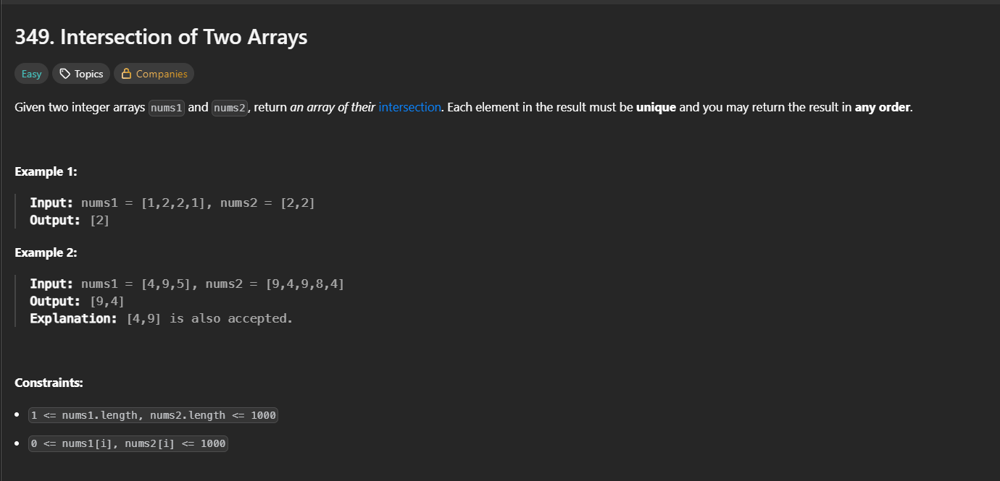 349. Intersection of Two Arrays
Easy Topics Companies
Given two integer arrays nums1 and nums2, return an array of their intersection. Each element in the result must be unique and you may return the result in any order.
Example 1:
Input: nums1 = [1,2,2,1], nums2 = [2,2]
Output: [2]
Example 2:
Input: nums1 = [4,9,5], nums2 = [9,4,9,8,4]
Output: [9,4]
Explanation: [4,9] is also accepted.
Constraints:
• 1 <= nums1.length, nums2.length <= 1000
• 0 <= nums1[i], nums2[i] <= 1000